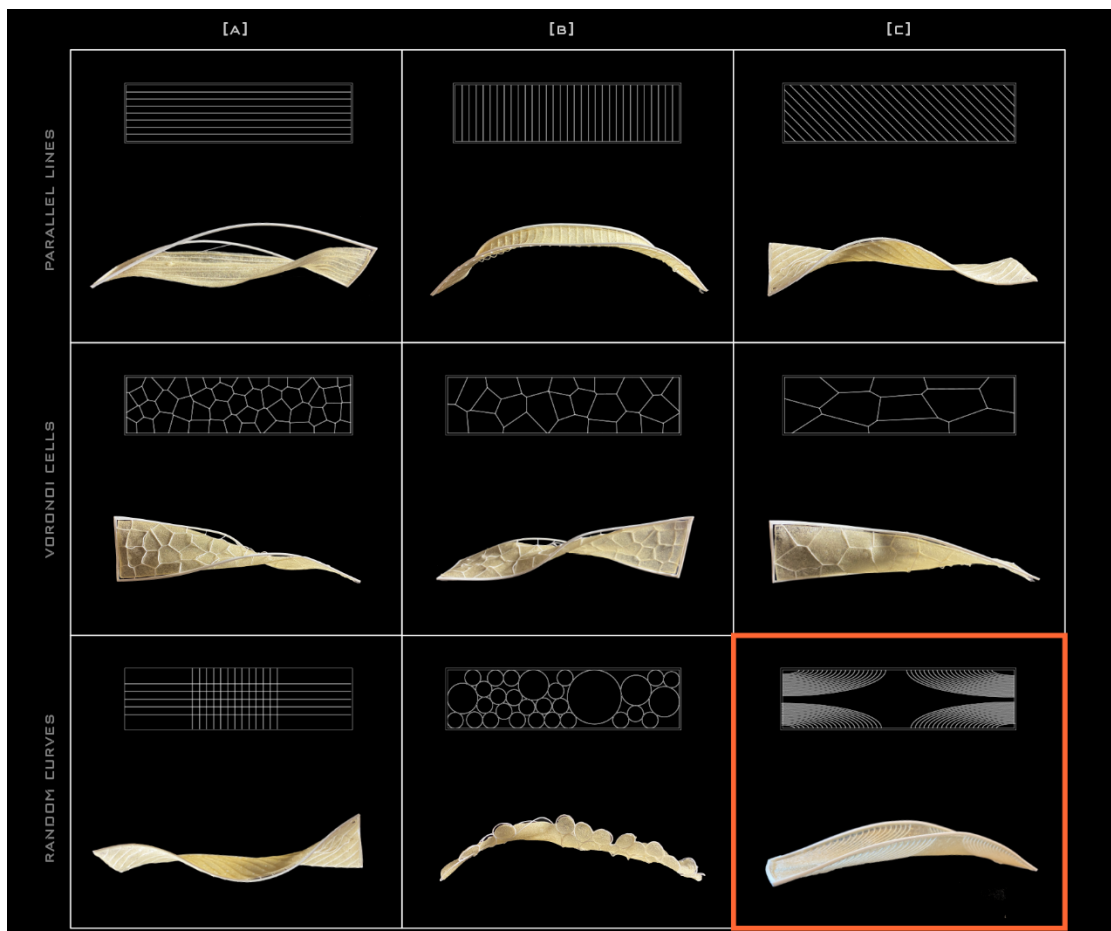 [A]
[B]
[C]
PARALLEL LINES
VORONOI CELLS
RANDOM CURVES